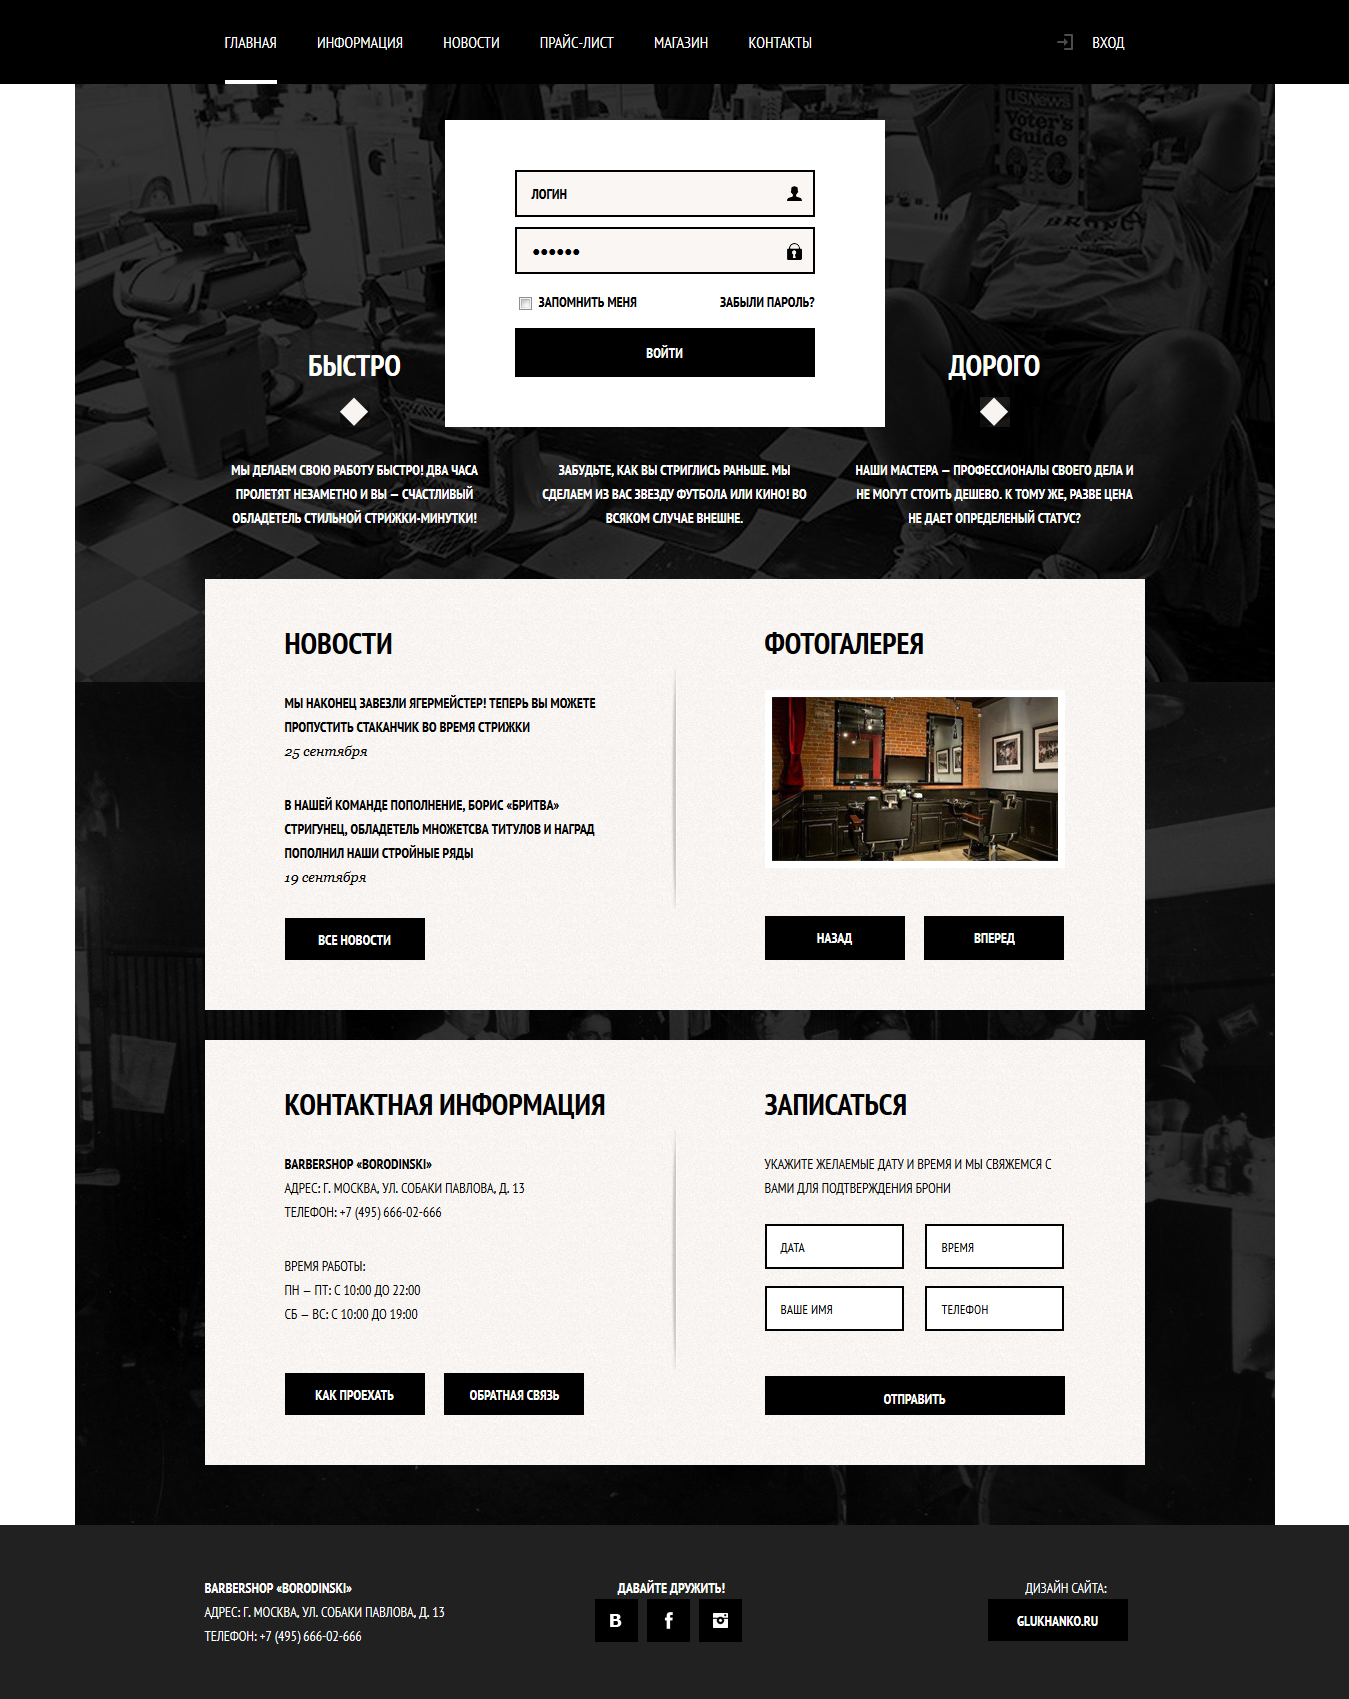 ГЛАВНАЯ ИНФОРМАЦИЯ НОВОСТИ ПРАЙС-ЛИСТ МАГАЗИН КОНТАКТЫ ВХОД
USNews
Voter's
Guide
BRONCO
ЛОГИН
••••••
ЗАПОМНИТЬ МЕНЯ ЗАБЫЛИ ПАРОЛЬ?
ВОЙТИ
БЫСТРО
МЫ ДЕЛАЕМ СВОЮ РАБОТУ БЫСТРО! ДВА ЧАСА
ПРОЛЕТЯТ НЕЗАМЕТНО И ВЫ — СЧАСТЛИВЫЙ
ОБЛАДЕТЕЛЬ СТИЛЬНОЙ СТРИЖКИ-МИНУТКИ!
ЗАБУДЬТЕ, КАК ВЫ СТРИГЛИСЬ РАНЬШЕ. МЫ
СДЕЛАЕМ ИЗ ВАС ЗВЕЗДУ ФУТБОЛА ИЛИ КИНО! ВО
ВСЯКОМ СЛУЧАЕ ВНЕШНЕ.
ДОРОГО
НАШИ МАСТЕРА — ПРОФЕССИОНАЛЫ СВОЕГО ДЕЛА И
НЕ МОГУТ СТОИТЬ ДЕШЕВО. К ТОМУ ЖЕ, РАЗВЕ ЦЕНА
НЕ ДАЕТ ОПРЕДЕЛЕНЫЙ СТАТУС?
НОВОСТИ
МЫ НАКОНЕЦ ЗАВЕЗЛИ ЯГЕРМЕЙСТЕР! ТЕПЕРЬ ВЫ МОЖЕТЕ
ПРОПУСТИТЬ СТАКАНЧИК ВО ВРЕМЯ СТРИЖКИ
25 сентября
В НАШЕЙ КОМАНДЕ ПОПОЛНЕНИЕ, БОРИС «БРИТВА»
СТРИГУНЕЦ, ОБЛАДЕТЕЛЬ МНОЖЕТСВА ТИТУЛОВ И НАГРАД
ПОПОЛНИЛ НАШИ СТРОЙНЫЕ РЯДЫ
19 сентября
ВСЕ НОВОСТИ
ФОТОГАЛЕРЕЯ
НАЗАД ВПЕРЕД
КОНТАКТНАЯ ИНФОРМАЦИЯ
BARBERSHOP «BORODINSKI»
АДРЕС: Г. МОСКВА, УЛ. СОБАКИ ПАВЛОВА, Д. 13
ТЕЛЕФОН: +7 (495) 666-02-666
ВРЕМЯ РАБОТЫ:
ПН — ПТ: С 10:00 ДО 22:00
СБ — ВС: С 10:00 ДО 19:00
КАК ПРОЕХАТЬ ОБРАТНАЯ СВЯЗЬ
ЗАПИСАТЬСЯ
УКАЖИТЕ ЖЕЛАЕМЫЕ ДАТУ И ВРЕМЯ И МЫ СВЯЖЕМСЯ С
ВАМИ ДЛЯ ПОДТВЕРЖДЕНИЯ БРОНИ
ДАТА ВРЕМЯ
ВАШЕ ИМЯ ТЕЛЕФОН
ОТПРАВИТЬ
BARBERSHOP «BORODINSKI»
АДРЕС: Г. МОСКВА, УЛ. СОБАКИ ПАВЛОВА, Д. 13
ТЕЛЕФОН: +7 (495) 666-02-666
ДАВАЙТЕ ДРУЖИТЬ!
В f
ДИЗАЙН САЙТА:
GLUKHANKO.RU